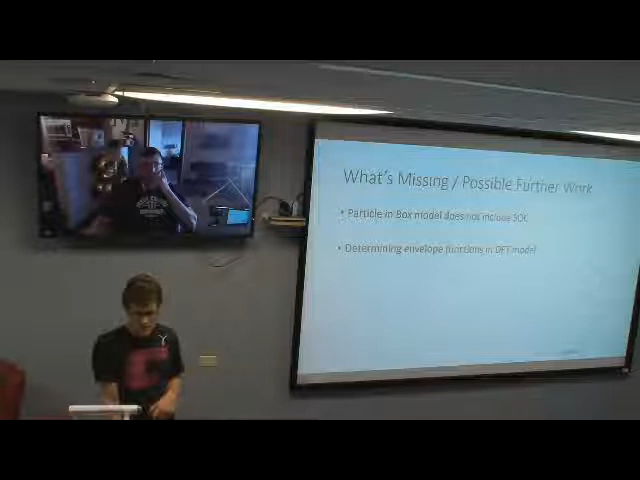 What's Missing / Possible Further Work
• Particle in Box model does not include SOC
• Determining envelope functions in DFT model